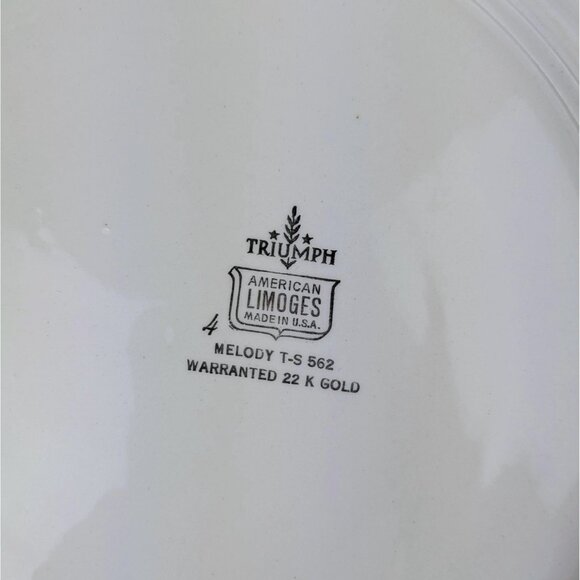 TRIUMPH
AMERICAN
LIMOGES
MADE IN U.S.A.
4
MELODY T-S 562
WARRANTED 22 K GOLD